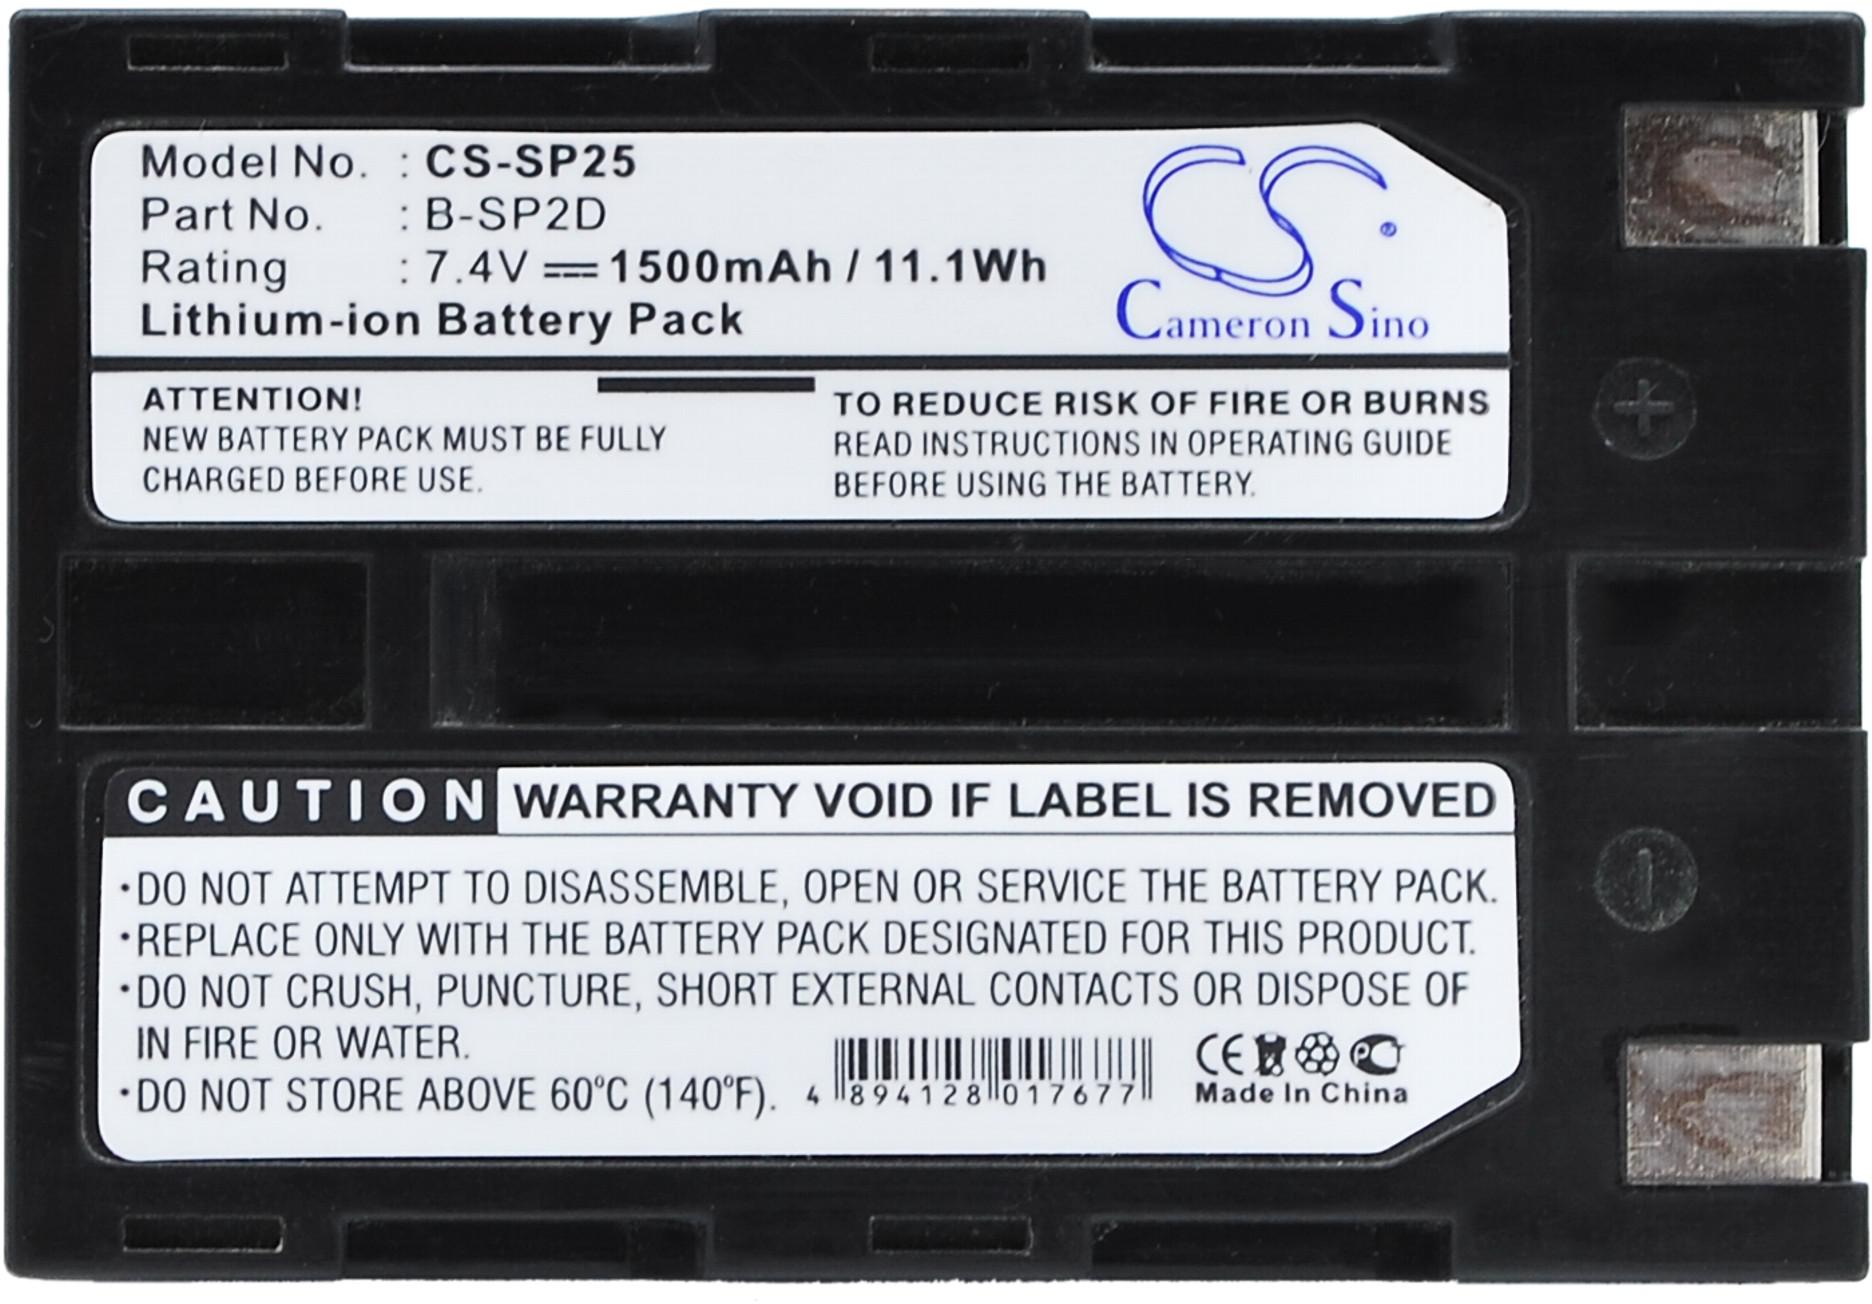 Model No. : CS-SP25
Part No. : B-SP2D
Rating : 7.4V ⎓ 1500mAh / 11.1Wh
Lithium-ion Battery Pack
CS ®
Cameron Sino
ATTENTION!
NEW BATTERY PACK MUST BE FULLY
CHARGED BEFORE USE.
TO REDUCE RISK OF FIRE OR BURNS
READ INSTRUCTIONS IN OPERATING GUIDE
BEFORE USING THE BATTERY.
+
CAUTION WARRANTY VOID IF LABEL IS REMOVED
•DO NOT ATTEMPT TO DISASSEMBLE, OPEN OR SERVICE THE BATTERY PACK.
•REPLACE ONLY WITH THE BATTERY PACK DESIGNATED FOR THIS PRODUCT.
•DO NOT CRUSH, PUNCTURE, SHORT EXTERNAL CONTACTS OR DISPOSE OF
IN FIRE OR WATER.
•DO NOT STORE ABOVE 60°C (140°F).
4 894128 017677
CE PC
Made In China